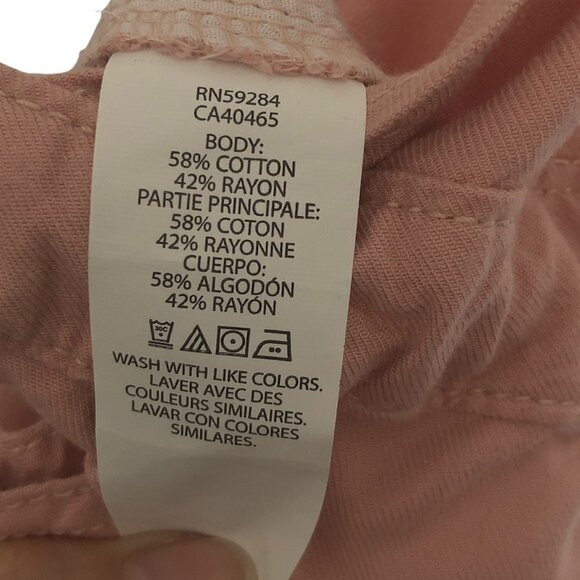 RN59284
CA40465
BODY:
58% COTTON
42% RAYON
PARTIE PRINCIPALE:
58% COTON
42% RAYONNE
CUERPO:
58% ALGODÓN
42% RAYÓN
30C
WASH WITH LIKE COLORS.
LAVER AVEC DES
COULEURS SIMILAIRES.
LAVAR CON COLORES
SIMILARES.